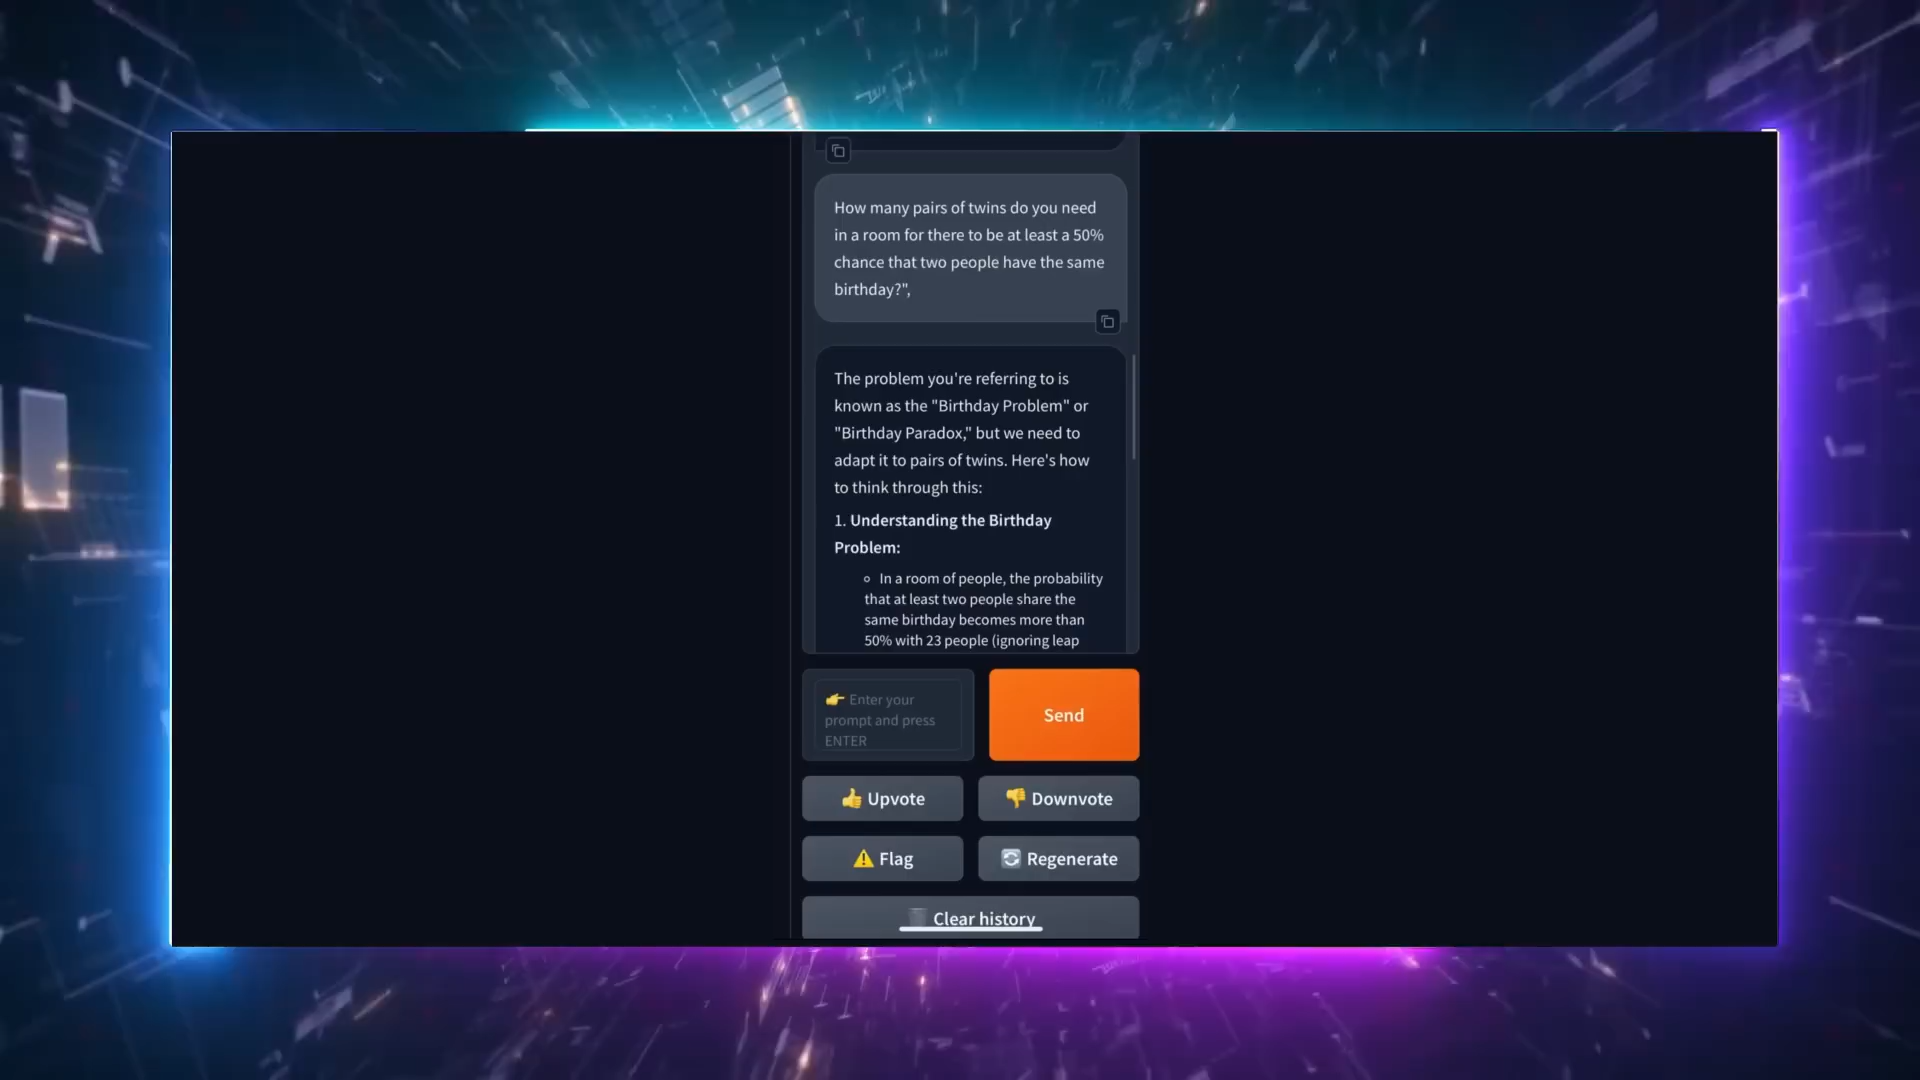 How many pairs of twins do you need
in a room for there to be at least a 50%
chance that two people have the same
birthday?",
The problem you're referring to is
known as the "Birthday Problem" or
"Birthday Paradox," but we need to
adapt it to pairs of twins. Here's how
to think through this:
1. Understanding the Birthday
Problem:
In a room of people, the probability
that at least two people share the
same birthday becomes more than
50% with 23 people (ignoring leap
👉 Enter your
prompt and press
ENTER
Send
👍 Upvote
👎 Downvote
⚠️ Flag
🔄 Regenerate
Clear history